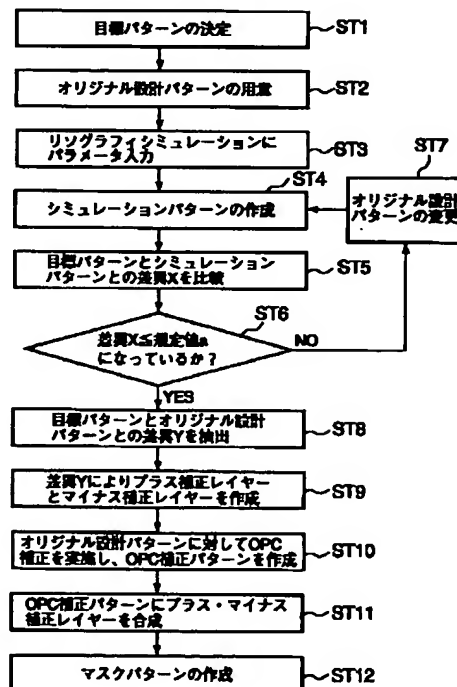 目標パターンの決定
ST1
オリジナル設計パターンの用意
ST2
リソグラフィシミュレーションに
パラメータ入力
ST3
ST4
シミュレーションパターンの作成
ST7
オリジナル設計
パターンの変更
目標パターンとシミュレーション
パターンとの差異Xを比較
ST5
ST6
差異X≦規定値a
になっているか?
NO
YES
目標パターンとオリジナル設計
パターンとの差異Yを抽出
ST8
差異Yによりプラス補正レイヤー
とマイナス補正レイヤーを作成
ST9
オリジナル設計パターンに対してOPC
補正を実施し、OPC補正パターンを作成
ST10
OPC補正パターンにプラス・マイナス
補正レイヤーを合成
ST11
マスクパターンの作成
ST12